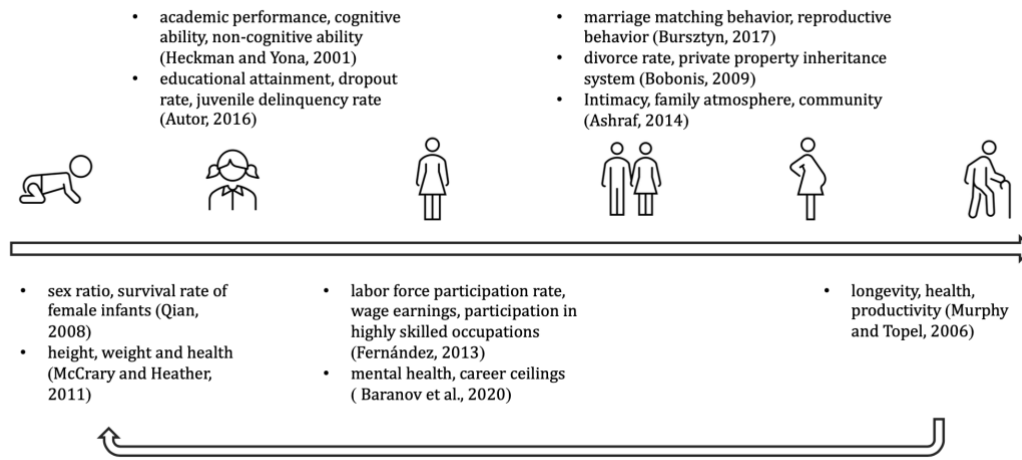 • academic performance, cognitive
ability, non-cognitive ability
(Heckman and Yona, 2001)
• educational attainment, dropout
rate, juvenile delinquency rate
(Autor, 2016)
• marriage matching behavior, reproductive
behavior (Bursztyn, 2017)
• divorce rate, private property inheritance
system (Bobonis, 2009)
• Intimacy, family atmosphere, community
(Ashraf, 2014)
• sex ratio, survival rate of
female infants (Qian,
2008)
• height, weight and health
(McCrary and Heather,
2011)
• labor force participation rate,
wage earnings, participation in
highly skilled occupations
(Fernández, 2013)
• mental health, career ceilings
( Baranov et al., 2020)
• longevity, health,
productivity (Murphy
and Topel, 2006)